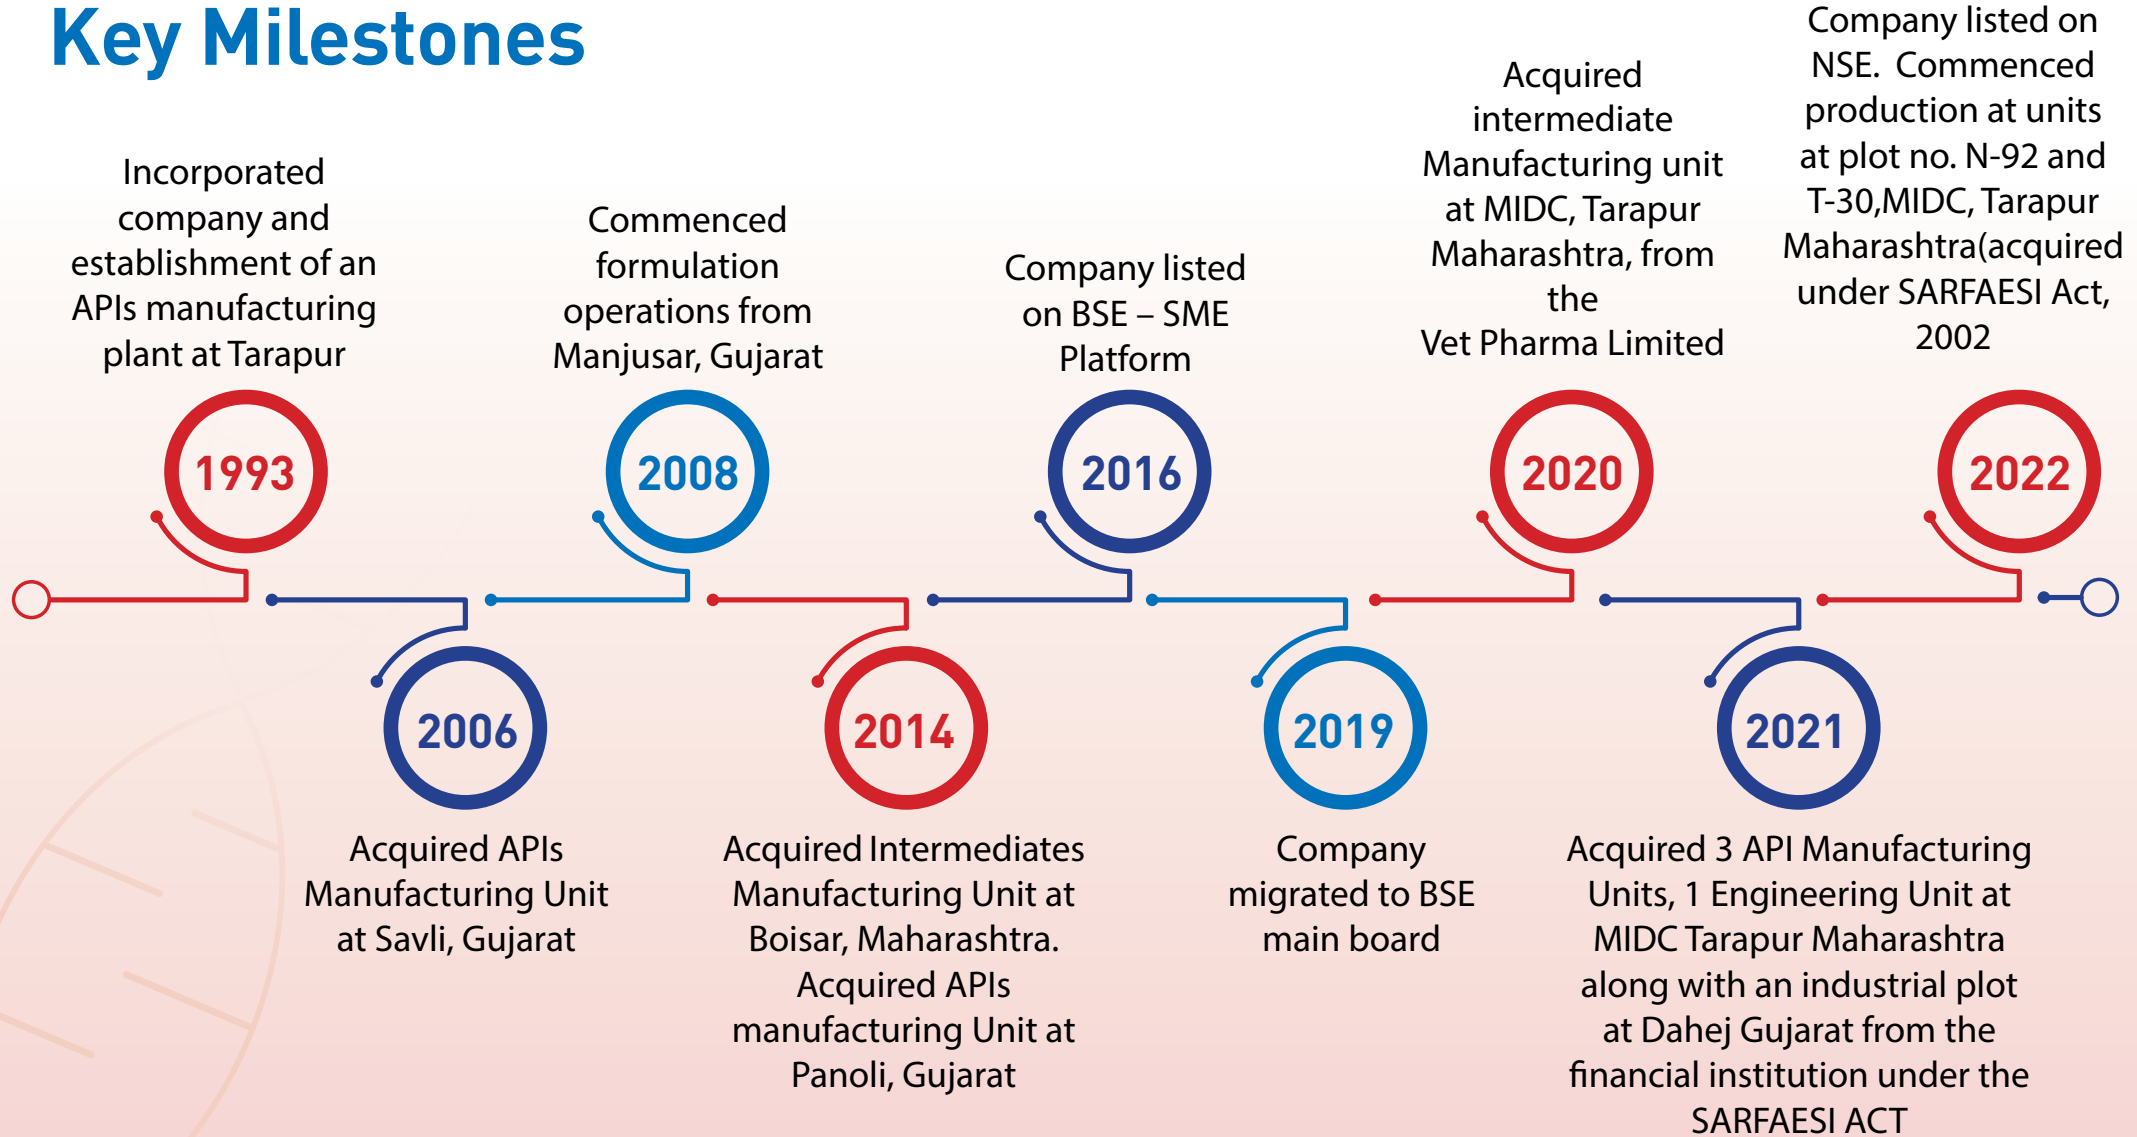 Key Milestones
Incorporated
company and
establishment of an
APIs manufacturing
plant at Tarapur
1993
Acquired APIs
Manufacturing Unit
at Savli, Gujarat
2006
Commenced
formulation
operations from
Manjusar, Gujarat
2008
Acquired Intermediates
Manufacturing Unit at
Boisar, Maharashtra.
Acquired APIs
manufacturing Unit at
Panoli, Gujarat
2014
Company listed
on BSE – SME
Platform
2016
Company
migrated to BSE
main board
2019
Acquired
intermediate
Manufacturing unit
at MIDC, Tarapur
Maharashtra, from
the
Vet Pharma Limited
2020
Acquired 3 API Manufacturing
Units, 1 Engineering Unit at
MIDC Tarapur Maharashtra
along with an industrial plot
at Dahej Gujarat from the
financial institution under the
SARFAESI ACT
2021
Company listed on
NSE. Commenced
production at units
at plot no. N-92 and
T-30,MIDC, Tarapur
Maharashtra(acquired
under SARFAESI Act,
2002
2022